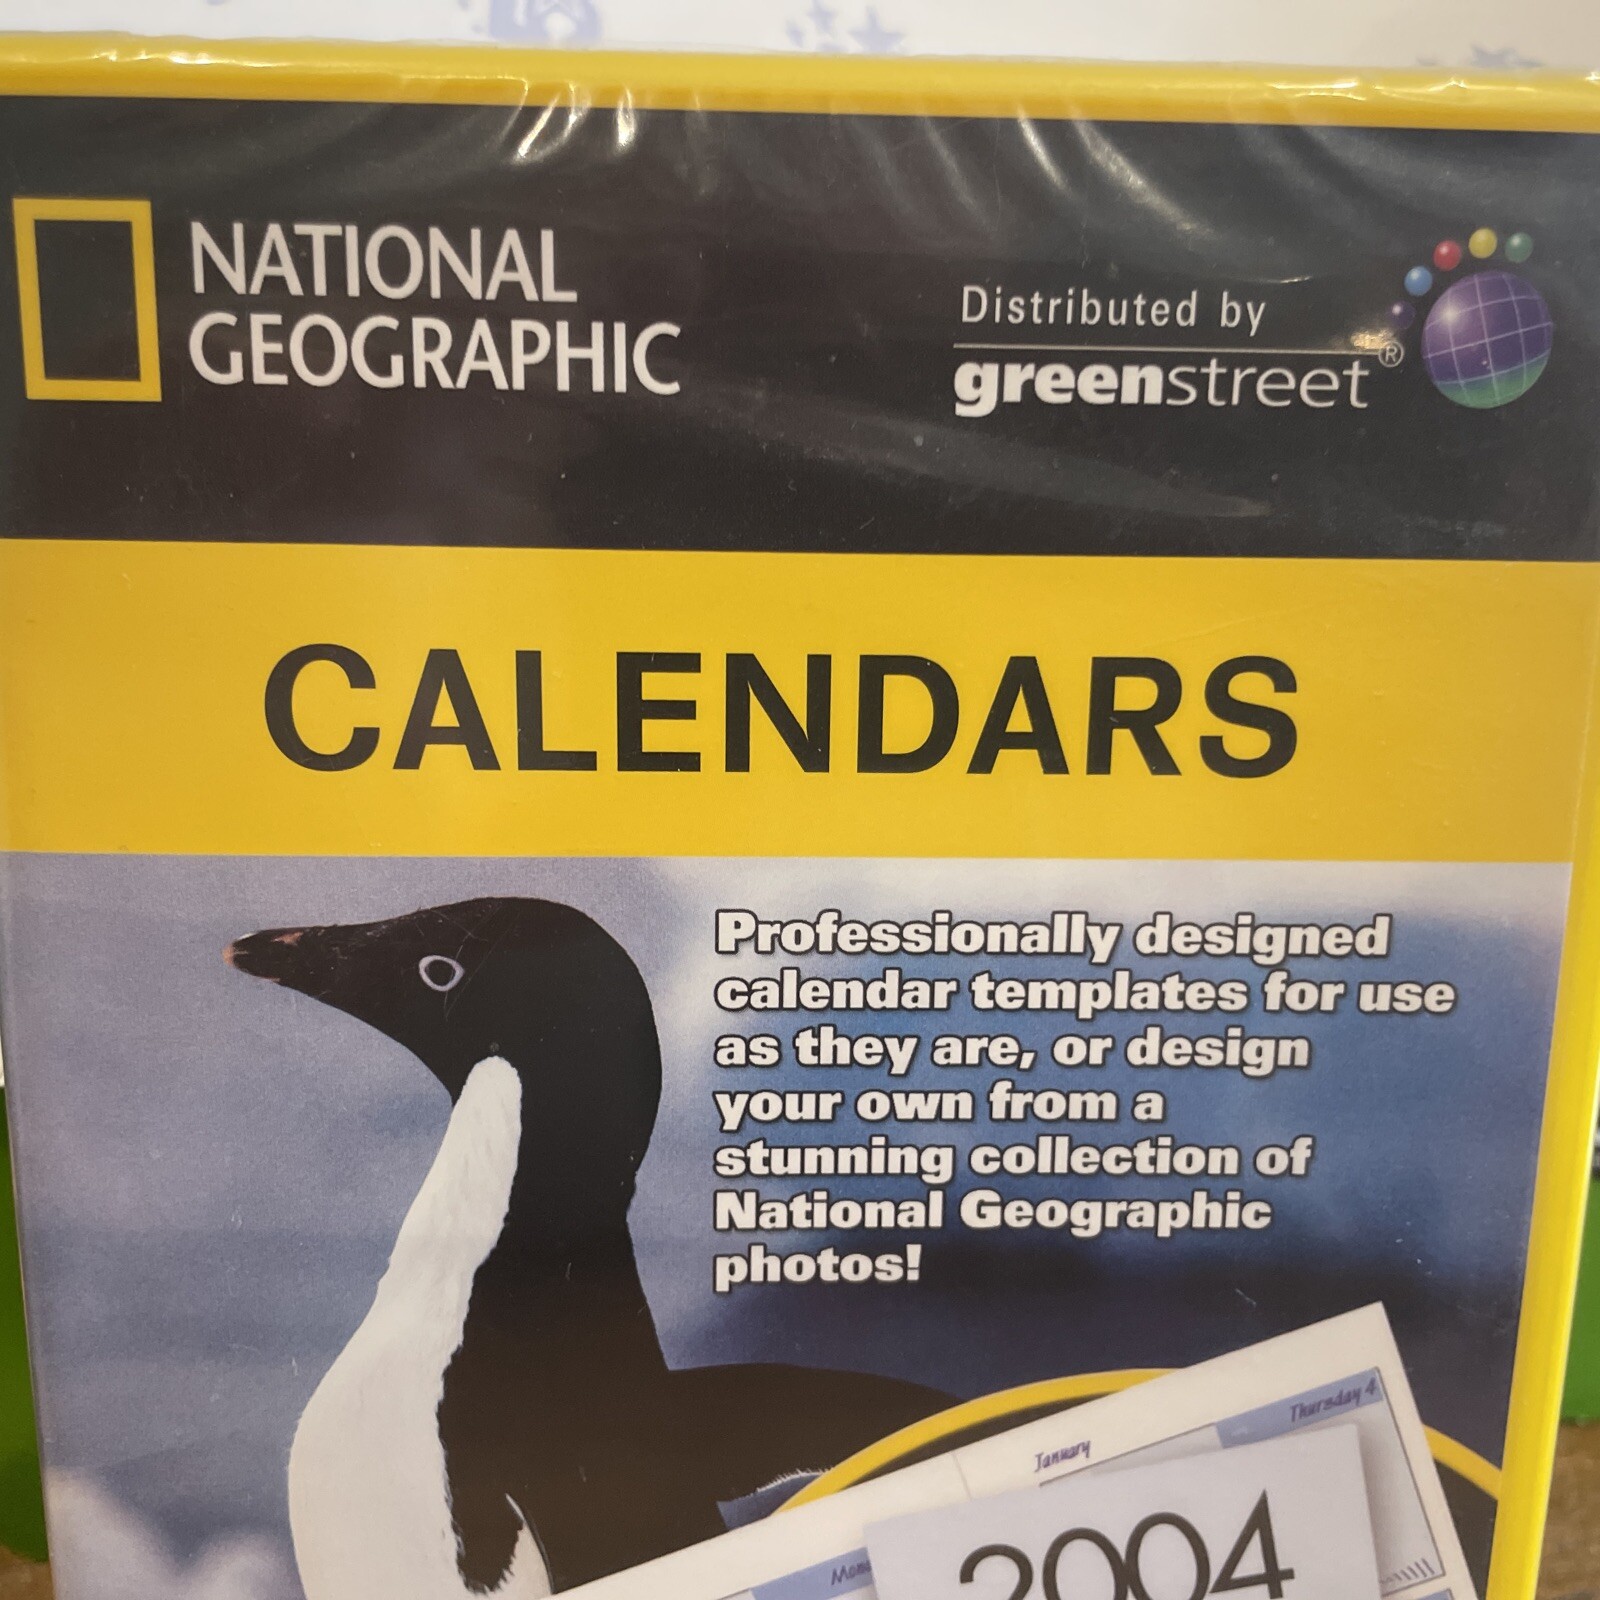 NATIONAL
GEOGRAPHIC
Distributed by
greenstreet®
CALENDARS
Professionally designed
calendar templates for use
as they are, or design
your own from a
stunning collection of
National Geographic
photos!
Thursday 4
January
2004